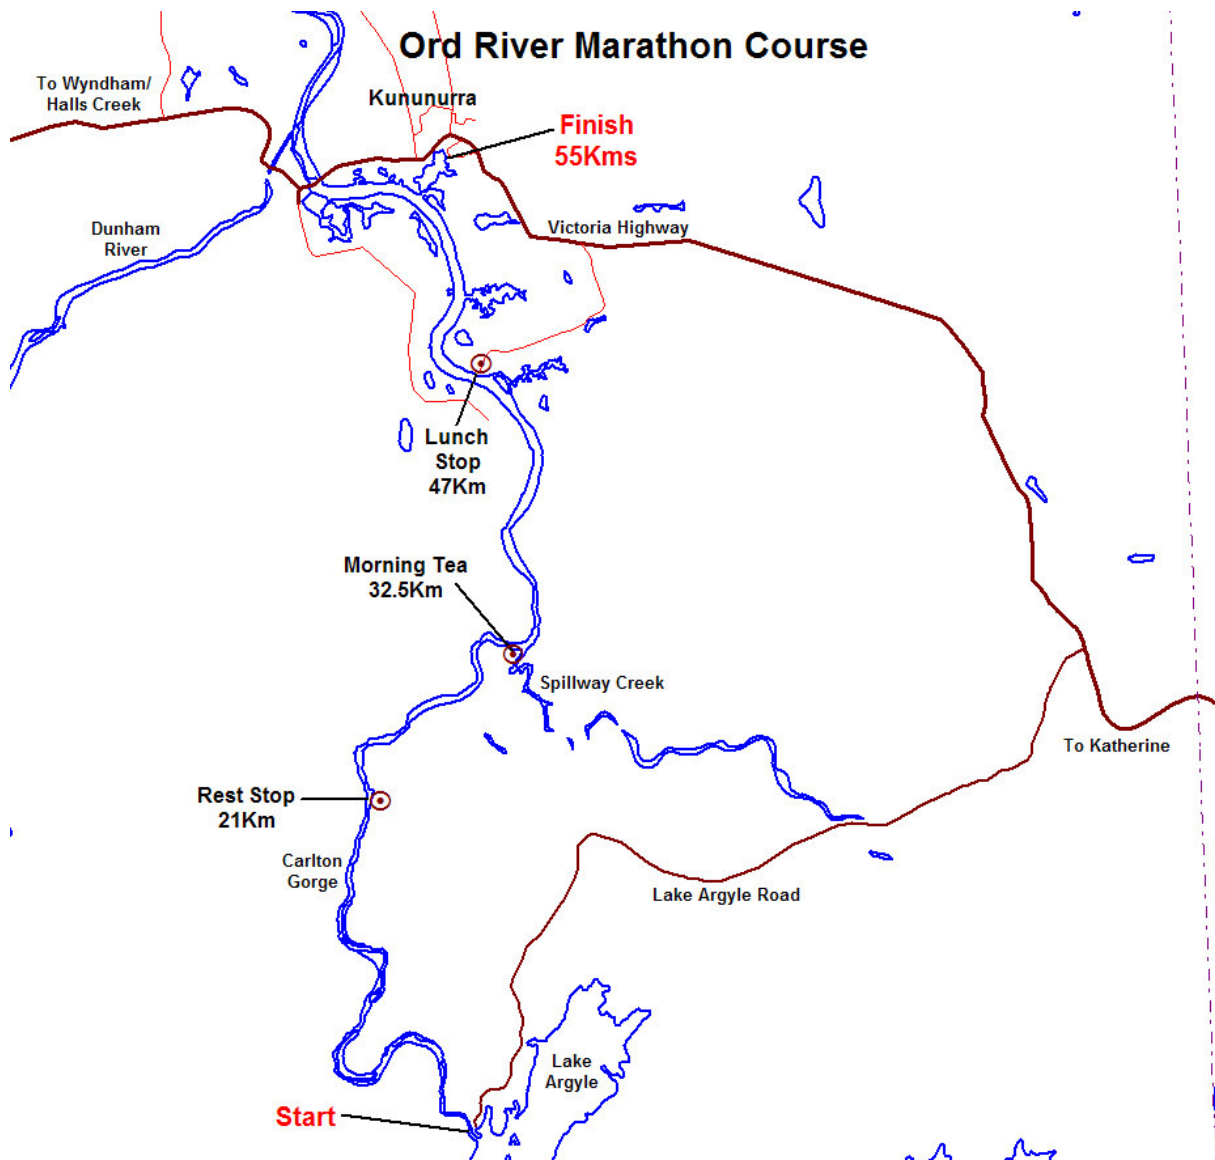 Ord River Marathon Course
To Wyndham/
Halls Creek
Kununurra
Finish
55Kms
Dunham
River
Victoria Highway
Lunch
Stop
47Km
Morning Tea
32.5Km
Spillway Creek
To Katherine
Rest Stop
21Km
Carlton
Gorge
Lake Argyle Road
Lake
Argyle
Start